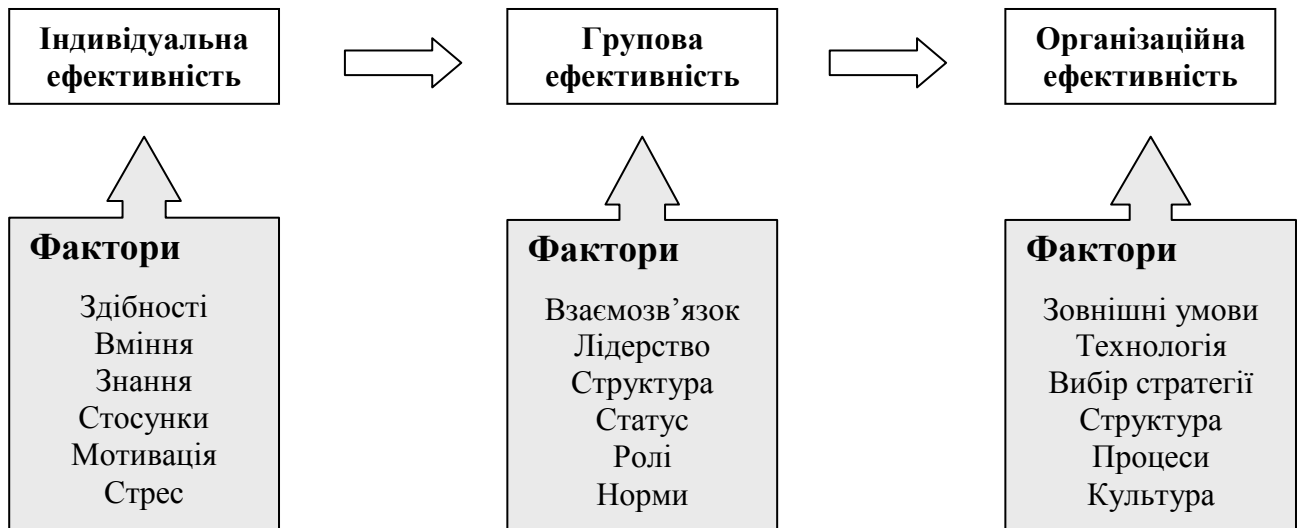 Індивідуальна
ефективність
Групова
ефективність
Організаційна
ефективність
Фактори
Здібності
Вміння
Знання
Стосунки
Мотивація
Стрес
Фактори
Взаємозв’язок
Лідерство
Структура
Статус
Ролі
Норми
Фактори
Зовнішні умови
Технологія
Вибір стратегії
Структура
Процеси
Культура